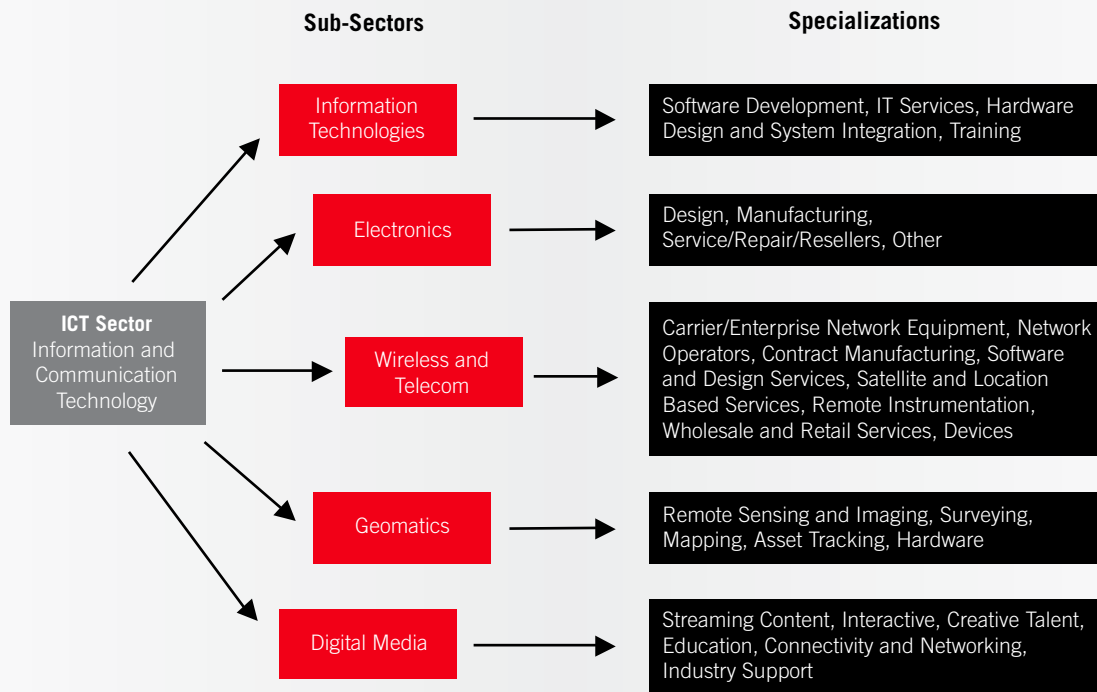 Sub-Sectors
Specializations
Information
Technologies
Software Development, IT Services, Hardware
Design and System Integration, Training
Electronics
Design, Manufacturing,
Service/Repair/Resellers, Other
ICT Sector
Information and
Communication
Technology
Wireless and
Telecom
Carrier/Enterprise Network Equipment, Network
Operators, Contract Manufacturing, Software
and Design Services, Satellite and Location
Based Services, Remote Instrumentation,
Wholesale and Retail Services, Devices
Geomatics
Remote Sensing and Imaging, Surveying,
Mapping, Asset Tracking, Hardware
Digital Media
Streaming Content, Interactive, Creative Talent,
Education, Connectivity and Networking,
Industry Support